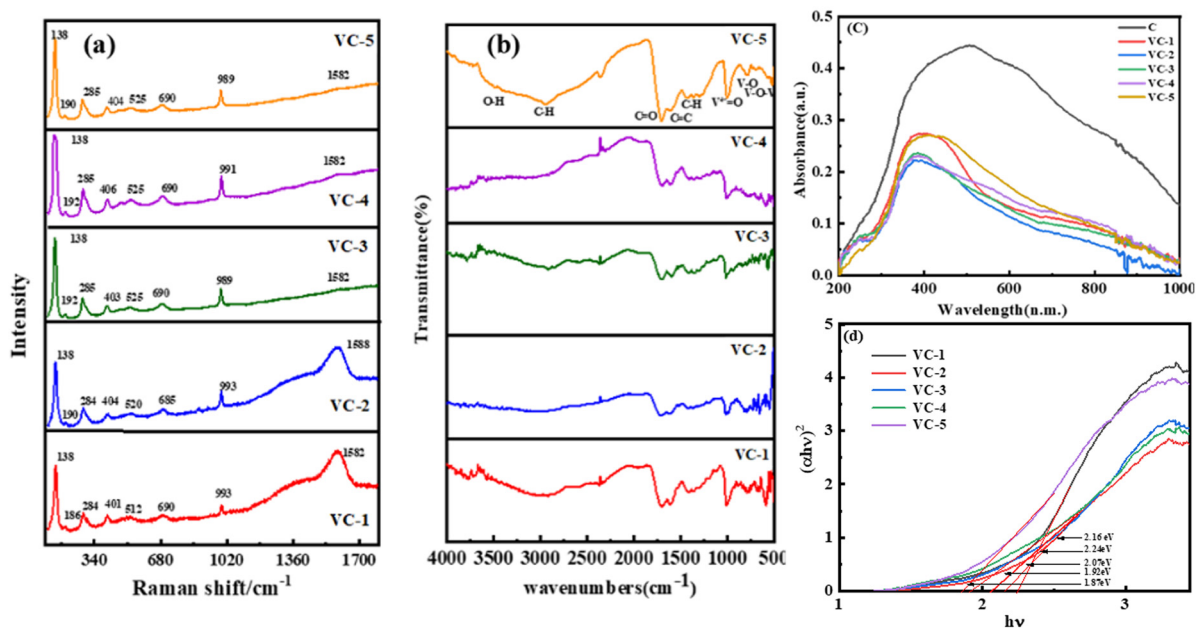 (a)
Intensity
138
VC-5
190
285
404
525
690
989
1582
138
192
285
406
525
690
991
1582
VC-4
138
VC-3
192
285
403
525
690
989
1582
138
190
284
404
520
685
993
1588
VC-2
138
186
284
401
512
690
993
1582
VC-1
340
680
1020
1360
1700
Raman shift/cm-1
(b)
Transmittance(%)
VC-5
O-H
C-H
C=O
C=C
C-H
V-O
VC-4
VC-3
VC-2
VC-1
4000
3500
3000
2500
2000
1500
1000
500
wavenumbers(cm-1)
(C)
Absorbance(a.u.)
0.5
0.4
0.3
0.2
0.1
0.0
C
VC-1
VC-2
VC-3
VC-4
VC-5
200
400
600
800
1000
Wavelength(n.m.)
(d)
(αhν)2
5
4
3
2
1
0
VC-1
VC-2
VC-3
VC-4
VC-5
2.16 eV
2.24eV
2.07eV
1.92eV
1.87eV
1
2
3
hν